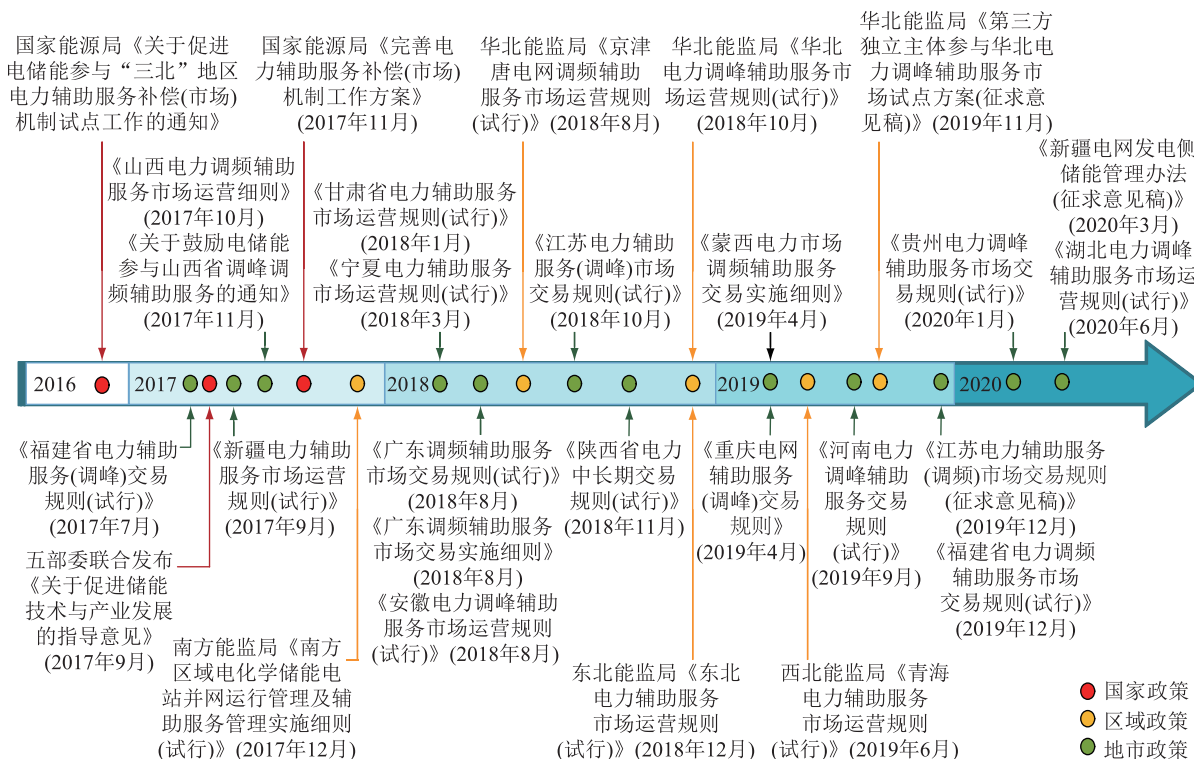 国家能源局《关于促进
电储能参与“三北”地区
电力辅助服务补偿(市场)
机制试点工作的通知》
国家能源局《完善电
力辅助服务补偿(市场)
机制工作方案》
(2017年11月)
华北能监局《京津
唐电网调频辅助
服务市场运营规则
(试行)》(2018年8月)
华北能监局《华北
电力调峰辅助服务市
场运营规则(试行)》
(2018年10月)
华北能监局《第三方
独立主体参与华北电
力调峰辅助服务市
场试点方案(征求意
见稿)》(2019年11月)
《山西电力调频辅助
服务市场运营细则》
(2017年10月)
《关于鼓励电储能
参与山西省调峰调
频辅助服务的通知》
(2017年11月)
《甘肃省电力辅助服务
市场运营规则(试行)》
(2018年1月)
《宁夏电力辅助服务
市场运营规则(试行)》
(2018年3月)
《江苏电力辅助
服务(调峰)市场
交易规则(试行)》
(2018年10月)
《蒙西电力市场
调频辅助服务
交易实施细则》
(2019年4月)
《贵州电力调峰
辅助服务市场交
易规则(试行)》
(2020年1月)
《新疆电网发电侧
储能管理办法
(征求意见稿)》
(2020年3月)
《湖北电力调峰
辅助服务市场运
营规则(试行)》
(2020年6月)
2016
2017
2018
2019
2020
《福建省电力辅助
服务(调峰)交易
规则(试行)》
(2017年7月)
五部委联合发布
《关于促进储能
技术与产业发展
的指导意见》
(2017年9月)
《新疆电力辅助
服务市场运营
规则(试行)》
(2017年9月)
南方能监局《南方
区域电化学储能电
站并网运行管理及辅
助服务管理实施细则
(试行)》(2017年12月)
《广东调频辅助服务
市场交易规则(试行)》
(2018年8月)
《广东调频辅助服务
市场交易实施细则》
(2018年8月)
《安徽电力调峰辅助
服务市场运营规则
(试行)》(2018年8月)
《陕西省电力
中长期交易
规则(试行)》
(2018年11月)
东北能监局《东北
电力辅助服务
市场运营规则
(试行)》(2018年12月)
《重庆电网
辅助服务
(调峰)交易
规则》
(2019年4月)
西北能监局《青海
电力辅助服务
市场运营规则
(试行)》(2019年6月)
《河南电力
调峰辅助
服务交易
规则
(试行)》
(2019年9月)
《江苏电力辅助服务
(调频)市场交易规则
(征求意见稿)》
(2019年12月)
《福建省电力调频
辅助服务市场
交易规则(试行)》
(2019年12月)
国家政策
区域政策
地市政策